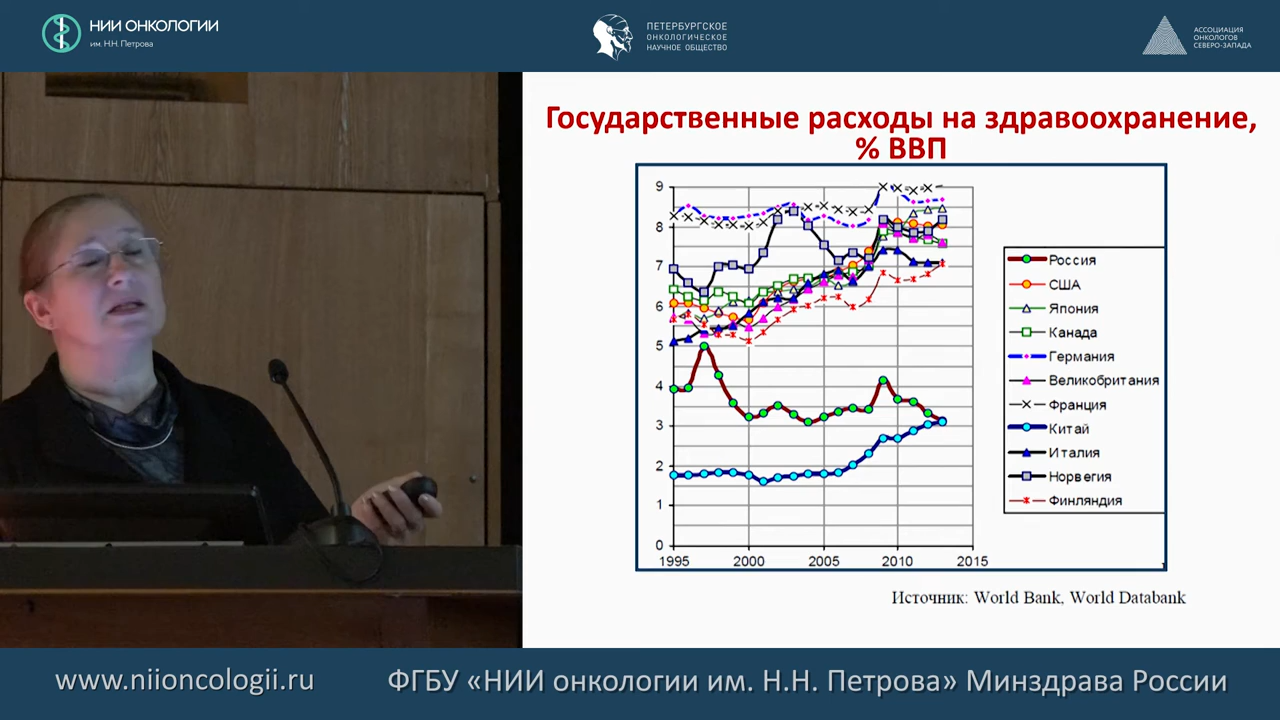 НИИ ОНКОЛОГИИ
им. Н.Н. Петрова
ПЕТЕРБУРГСКОЕ
ОНКОЛОГИЧЕСКОЕ
НАУЧНОЕ ОБЩЕСТВО
АССОЦИАЦИЯ
ОНКОЛОГОВ
СЕВЕРО-ЗАПАДА
Государственные расходы на здравоохранение,
% ВВП
9
8
7
6
5
4
3
2
1
0
1995 2000 2005 2010 2015
Россия
США
Япония
Канада
Германия
Великобритания
Франция
Китай
Италия
Норвегия
Финляндия
Источник: World Bank, World Databank
www.niioncologii.ru ФГБУ «НИИ онкологии им. Н.Н. Петрова» Минздрава России